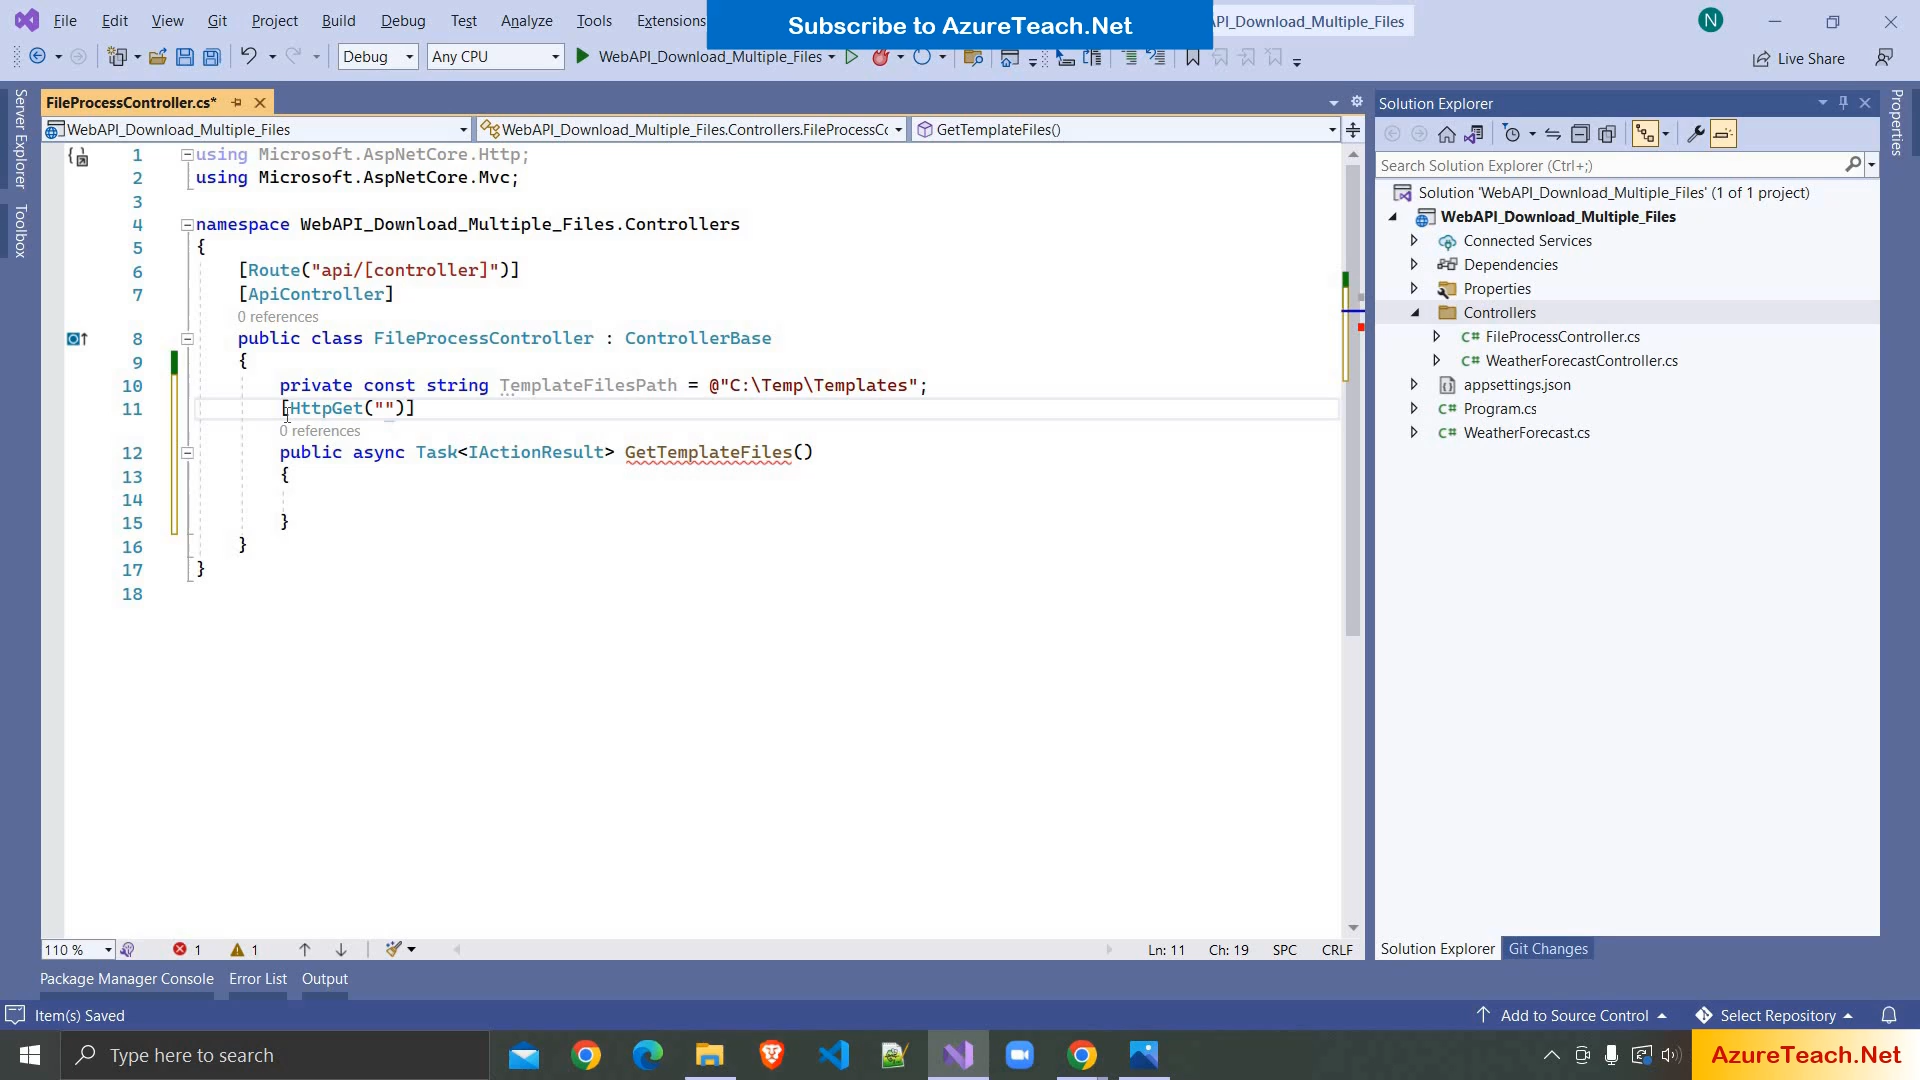 File Edit View Git Project Build Debug Test Analyze Tools Extensions
Subscribe to AzureTeach.Net
API_Download_Multiple_Files
N
Debug Any CPU WebAPI_Download_Multiple_Files
Live Share
Server Explorer
Toolbox
FileProcessController.cs*
WebAPI_Download_Multiple_Files WebAPI_Download_Multiple_Files.Controllers.FileProcessCo GetTemplateFiles()
1 using Microsoft.AspNetCore.Http;
2 using Microsoft.AspNetCore.Mvc;
3
4 namespace WebAPI_Download_Multiple_Files.Controllers
5 {
6 [Route("api/[controller]")]
7 [ApiController]
0 references
8 public class FileProcessController : ControllerBase
9 {
10 private const string TemplateFilesPath = @"C:\Temp\Templates";
11 [HttpGet("")]
0 references
12 public async Task<IActionResult> GetTemplateFiles()
13 {
14
15 }
16 }
17 }
18
110 % 1 1 Ln: 11 Ch: 19 SPC CRLF
Solution Explorer
Search Solution Explorer (Ctrl+;)
Solution 'WebAPI_Download_Multiple_Files' (1 of 1 project)
WebAPI_Download_Multiple_Files
Connected Services
Dependencies
Properties
Controllers
C# FileProcessController.cs
C# WeatherForecastController.cs
appsettings.json
C# Program.cs
C# WeatherForecast.cs
Solution Explorer Git Changes
Properties
Package Manager Console Error List Output
Item(s) Saved
Add to Source Control Select Repository
Type here to search
AzureTeach.Net